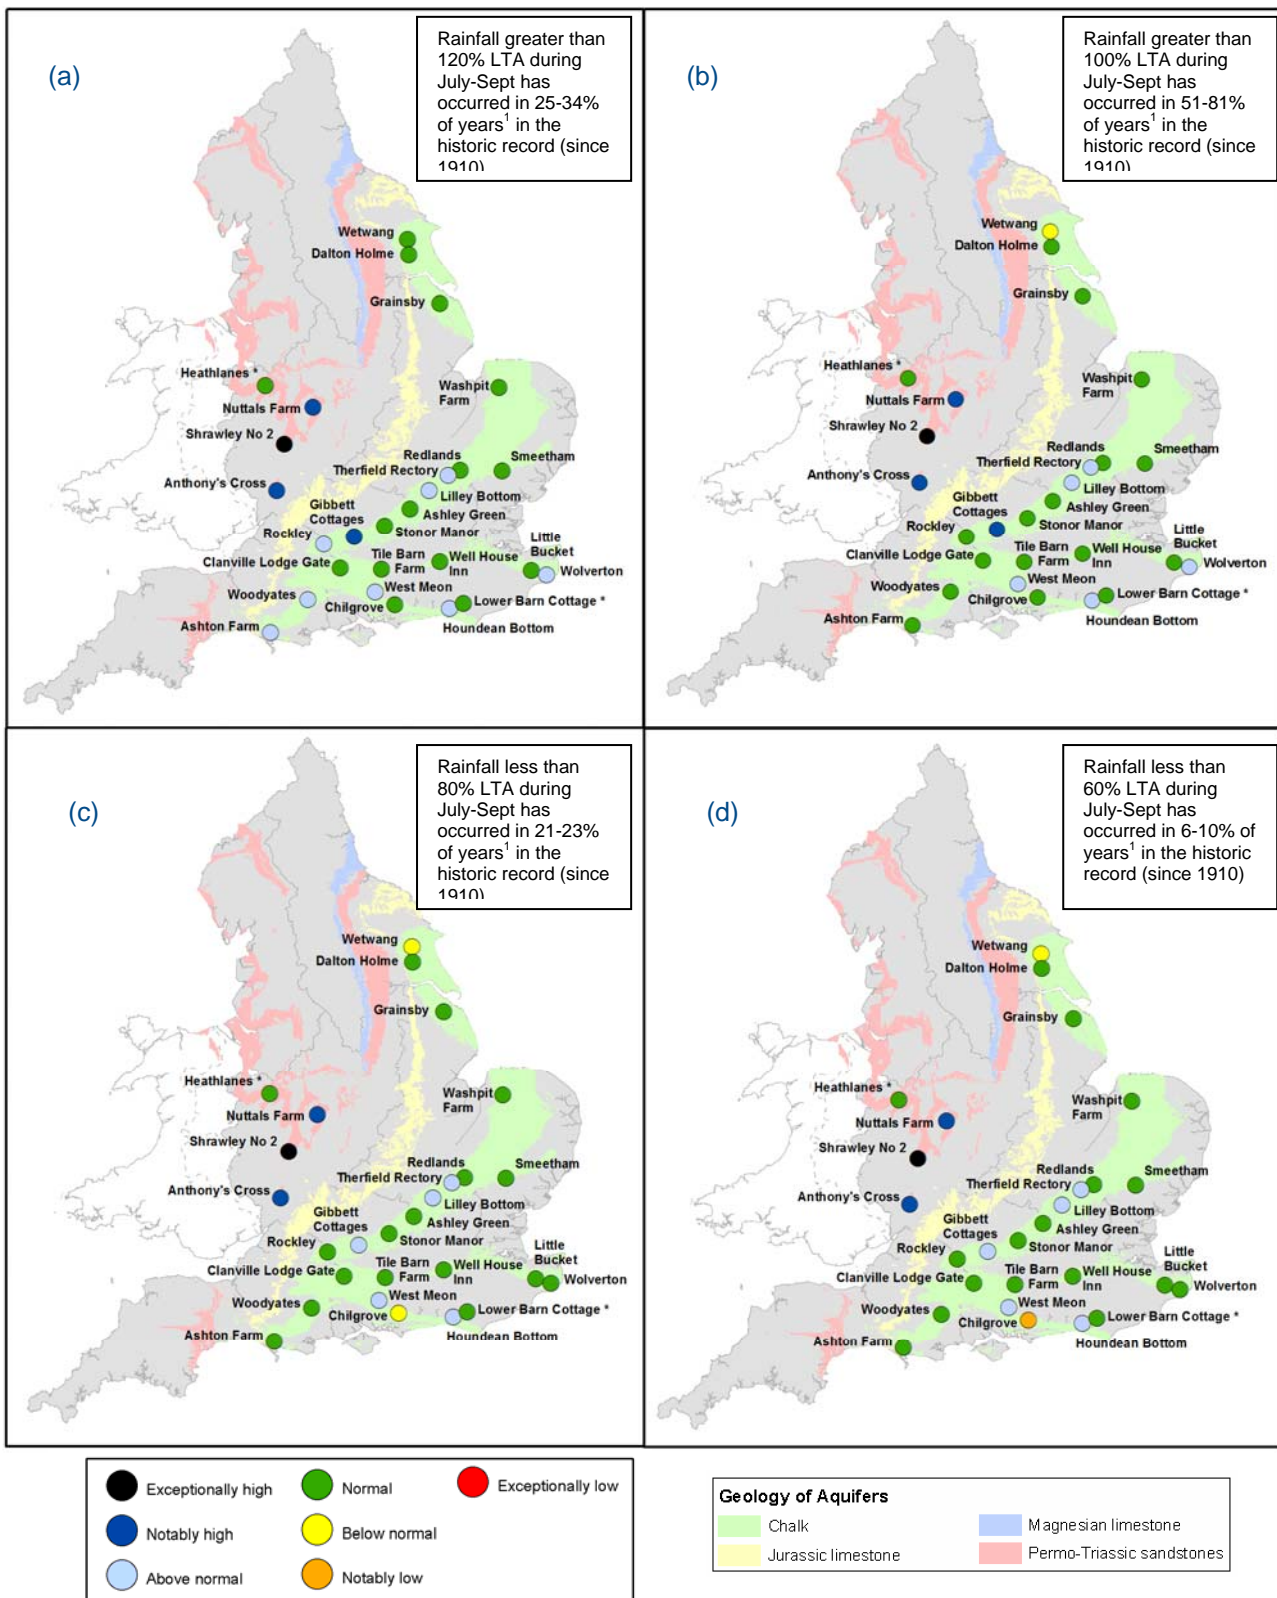 (a)
Rainfall greater than
120% LTA during
July-Sept has
occurred in 25-34%
of years1 in the
historic record (since
1910)
Wetwang
Dalton Holme
Grainsby
Heathlanes *
Nuttals Farm
Shrawley No 2
Anthony's Cross
Washpit
Farm
Redlands
Therfield Rectory
Smeetham
Lilley Bottom
Gibbett
Cottages
Ashley Green
Rockley
Stonor Manor
Little
Bucket
Clanville Lodge Gate
Tile Barn
Farm
Well House
Inn
Wolverton
Woodyates
West Meon
Chilgrove
Lower Barn Cottage *
Ashton Farm
Houndean Bottom
(b)
Rainfall greater than
100% LTA during
July-Sept has
occurred in 51-81%
of years1 in the
historic record (since
1910)
Wetwang
Dalton Holme
Grainsby
Heathlanes *
Nuttals Farm
Shrawley No 2
Anthony's Cross
Washpit
Farm
Redlands
Therfield Rectory
Smeetham
Lilley Bottom
Gibbett
Cottages
Ashley Green
Rockley
Stonor Manor
Little
Bucket
Clanville Lodge Gate
Tile Barn
Farm
Well House
Inn
Wolverton
Woodyates
West Meon
Chilgrove
Lower Barn Cottage *
Ashton Farm
Houndean Bottom
(c)
Rainfall less than
80% LTA during
July-Sept has
occurred in 21-23%
of years1 in the
historic record (since
1910)
Wetwang
Dalton Holme
Grainsby
Heathlanes *
Nuttals Farm
Shrawley No 2
Anthony's Cross
Washpit
Farm
Redlands
Therfield Rectory
Smeetham
Lilley Bottom
Gibbett
Cottages
Ashley Green
Rockley
Stonor Manor
Little
Bucket
Clanville Lodge Gate
Tile Barn
Farm
Well House
Inn
Wolverton
Woodyates
West Meon
Chilgrove
Lower Barn Cottage *
Ashton Farm
Houndean Bottom
(d)
Rainfall less than
60% LTA during
July-Sept has
occurred in 6-10% of
years1 in the historic
record (since 1910)
Wetwang
Dalton Holme
Grainsby
Heathlanes *
Nuttals Farm
Shrawley No 2
Anthony's Cross
Washpit
Farm
Redlands
Therfield Rectory
Smeetham
Lilley Bottom
Gibbett
Cottages
Ashley Green
Rockley
Stonor Manor
Little
Bucket
Clanville Lodge Gate
Tile Barn
Farm
Well House
Inn
Wolverton
Woodyates
West Meon
Chilgrove
Lower Barn Cottage *
Ashton Farm
Houndean Bottom
Exceptionally high
Normal
Exceptionally low
Notably high
Below normal
Above normal
Notably low
Geology of Aquifers
Chalk
Magnesian limestone
Jurassic limestone
Permo-Triassic sandstones